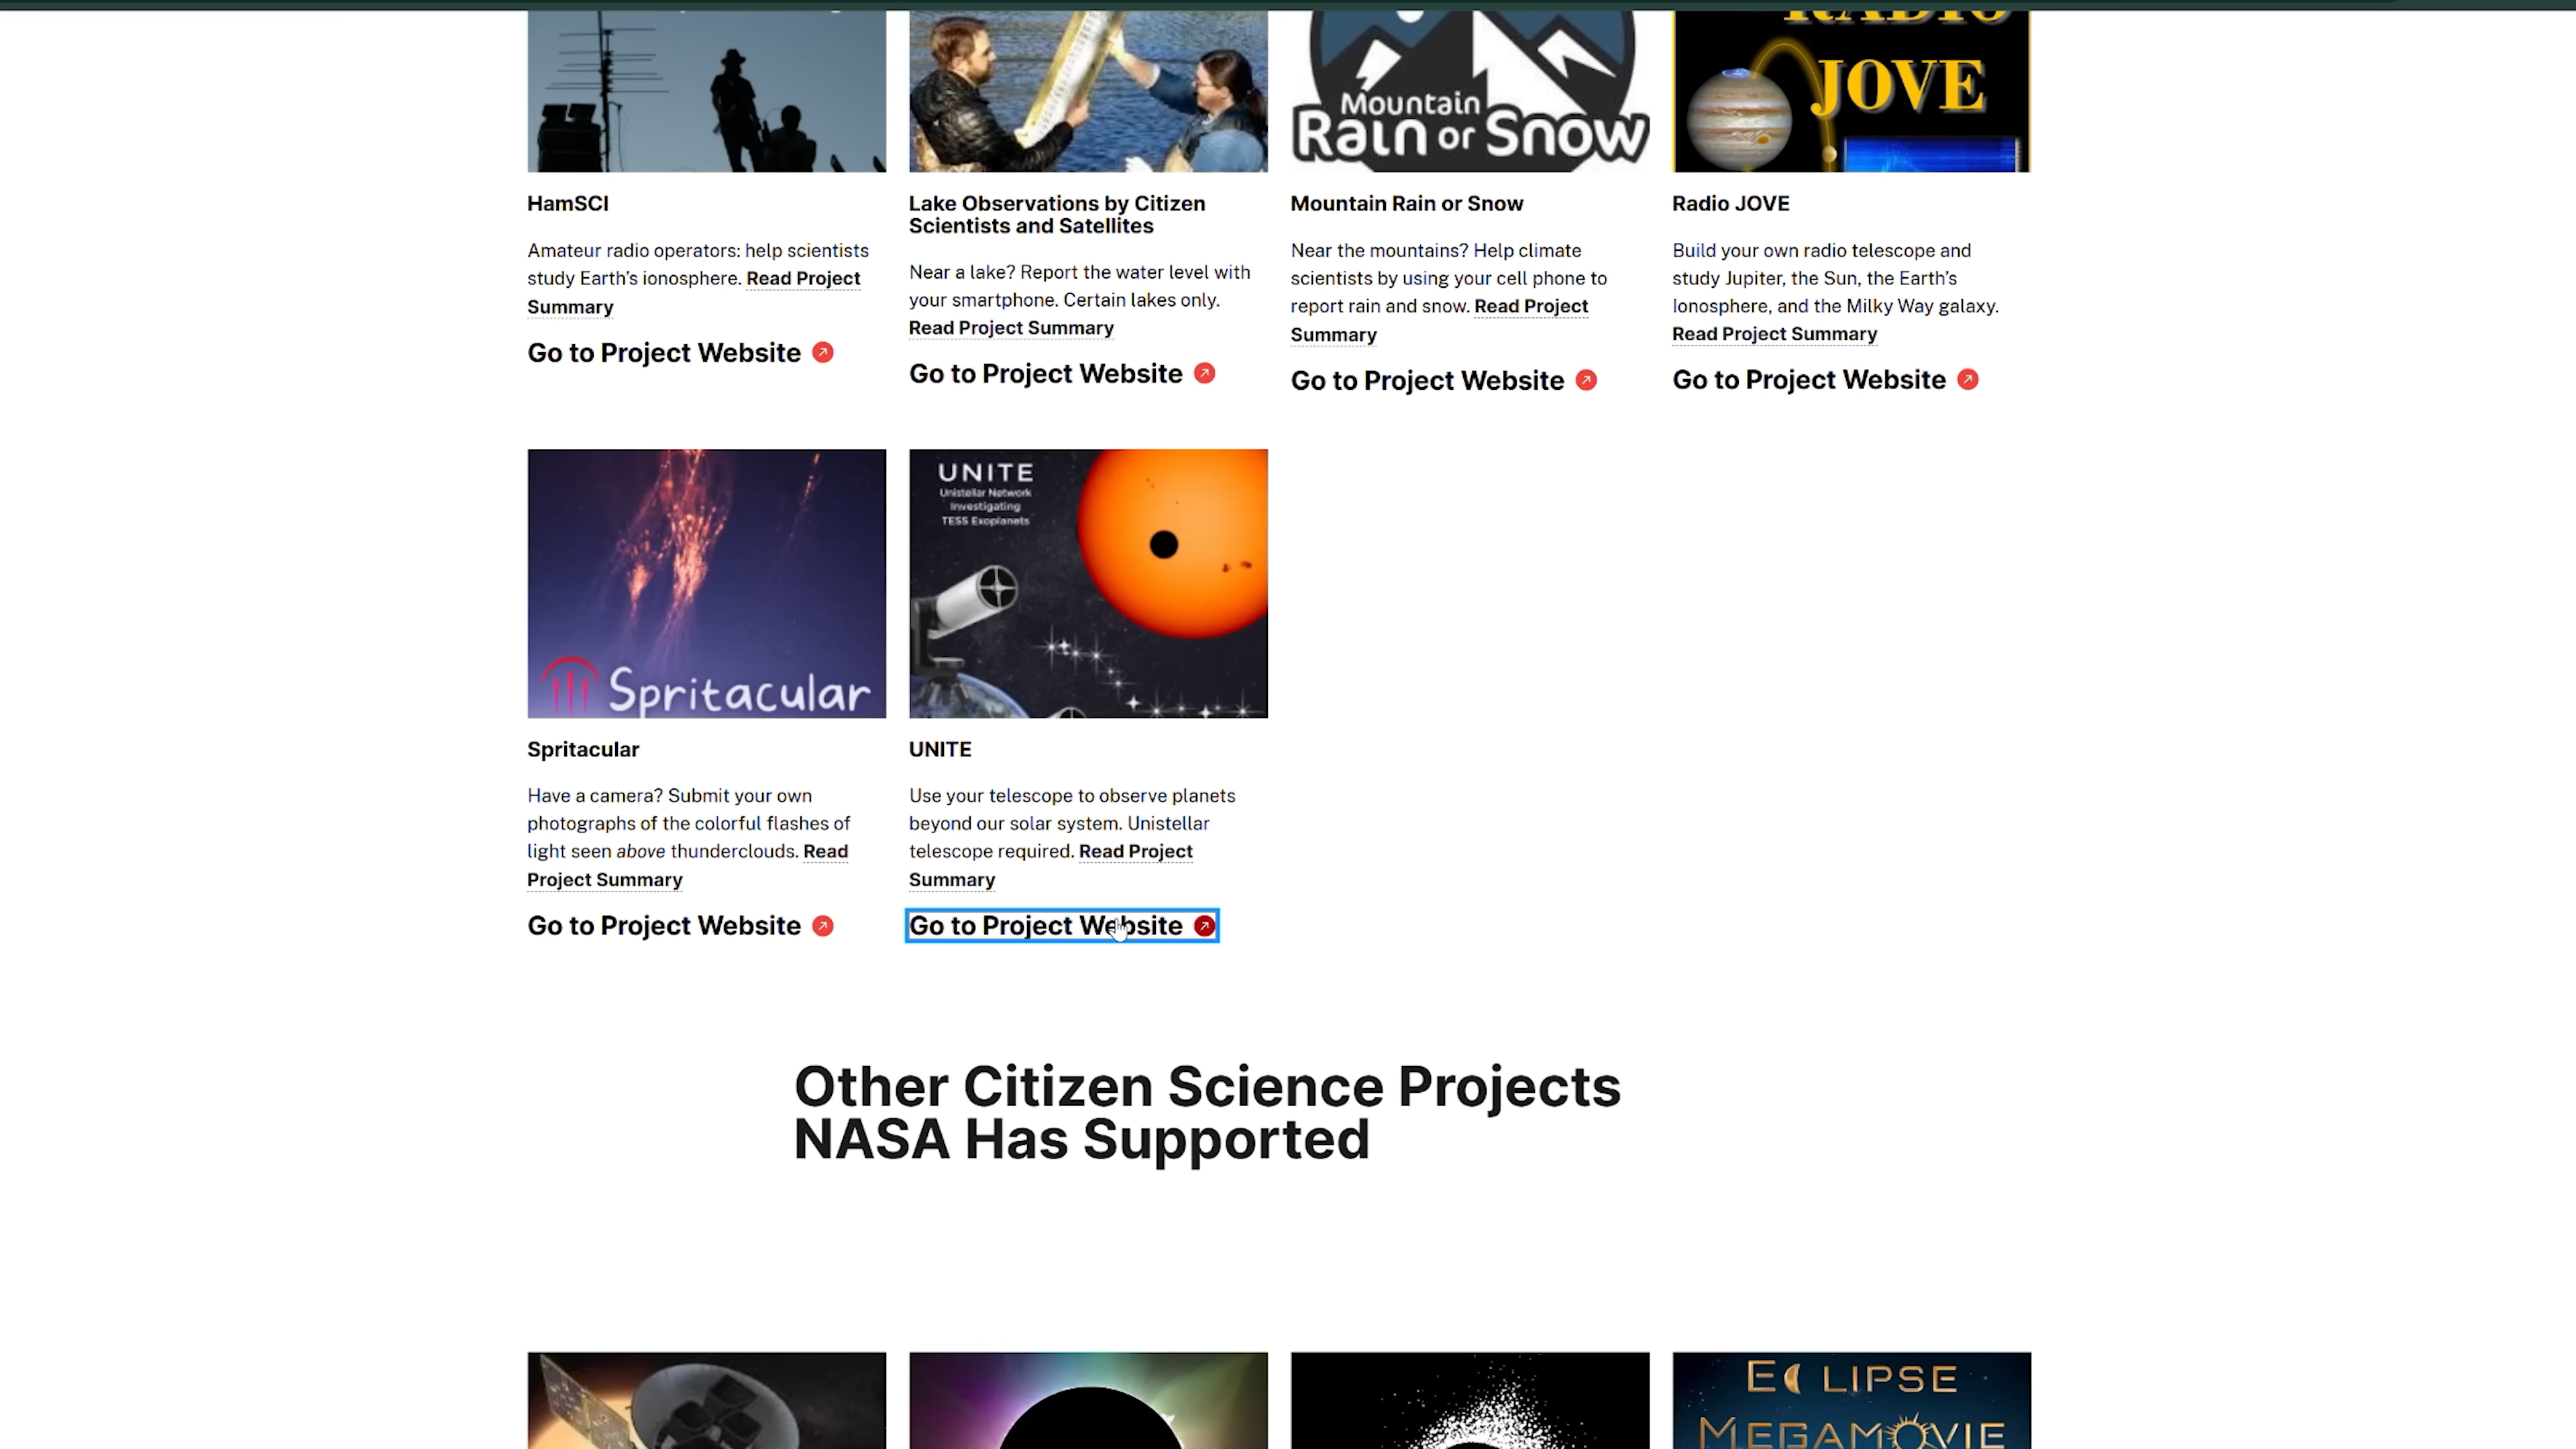 RADIO
JOVE
Mountain
Rain or Snow
HamSCI
Amateur radio operators: help scientists
study Earth's ionosphere. Read Project
Summary
Go to Project Website
Lake Observations by Citizen
Scientists and Satellites
Near a lake? Report the water level with
your smartphone. Certain lakes only.
Read Project Summary
Go to Project Website
Mountain Rain or Snow
Near the mountains? Help climate
scientists by using your cell phone to
report rain and snow. Read Project
Summary
Go to Project Website
Radio JOVE
Build your own radio telescope and
study Jupiter, the Sun, the Earth's
Ionosphere, and the Milky Way galaxy.
Read Project Summary
Go to Project Website
Spritacular
UNITE
Unistellar Network
Investigating
TESS Exoplanets
Spritacular
Have a camera? Submit your own
photographs of the colorful flashes of
light seen above thunderclouds. Read
Project Summary
Go to Project Website
UNITE
Use your telescope to observe planets
beyond our solar system. Unistellar
telescope required. Read Project
Summary
Go to Project Website
Other Citizen Science Projects
NASA Has Supported
ECLIPSE
MEGAMOVIE